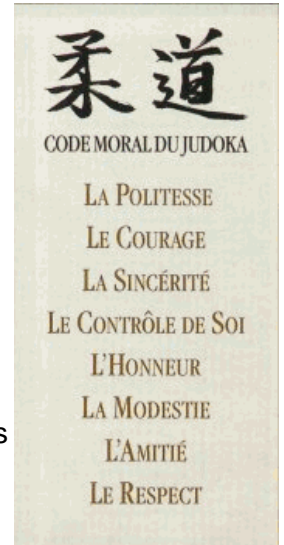 柔道
CODE MORAL DU JUDOKA
LA POLITESSE
LE COURAGE
LA SINCÉRITÉ
LE CONTRÔLE DE SOI
L'HONNEUR
LA MODESTIE
L'AMITIÉ
LE RESPECT
s